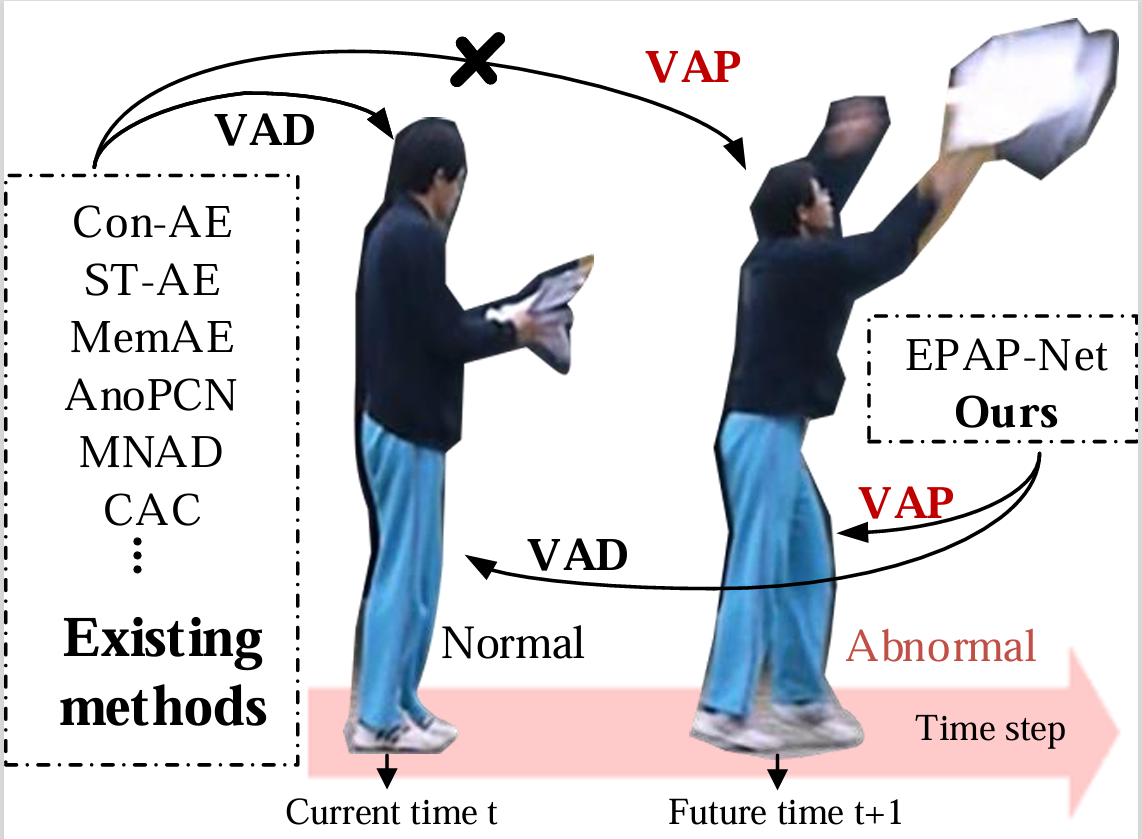 VAP
VAD
Con-AE
ST-AE
MemAE
AnoPCN
MNAD
CAC
Existing
methods
EPAP-Net
Ours
VAP
VAD
Normal
Abnormal
Time step
Current time t
Future time t+1